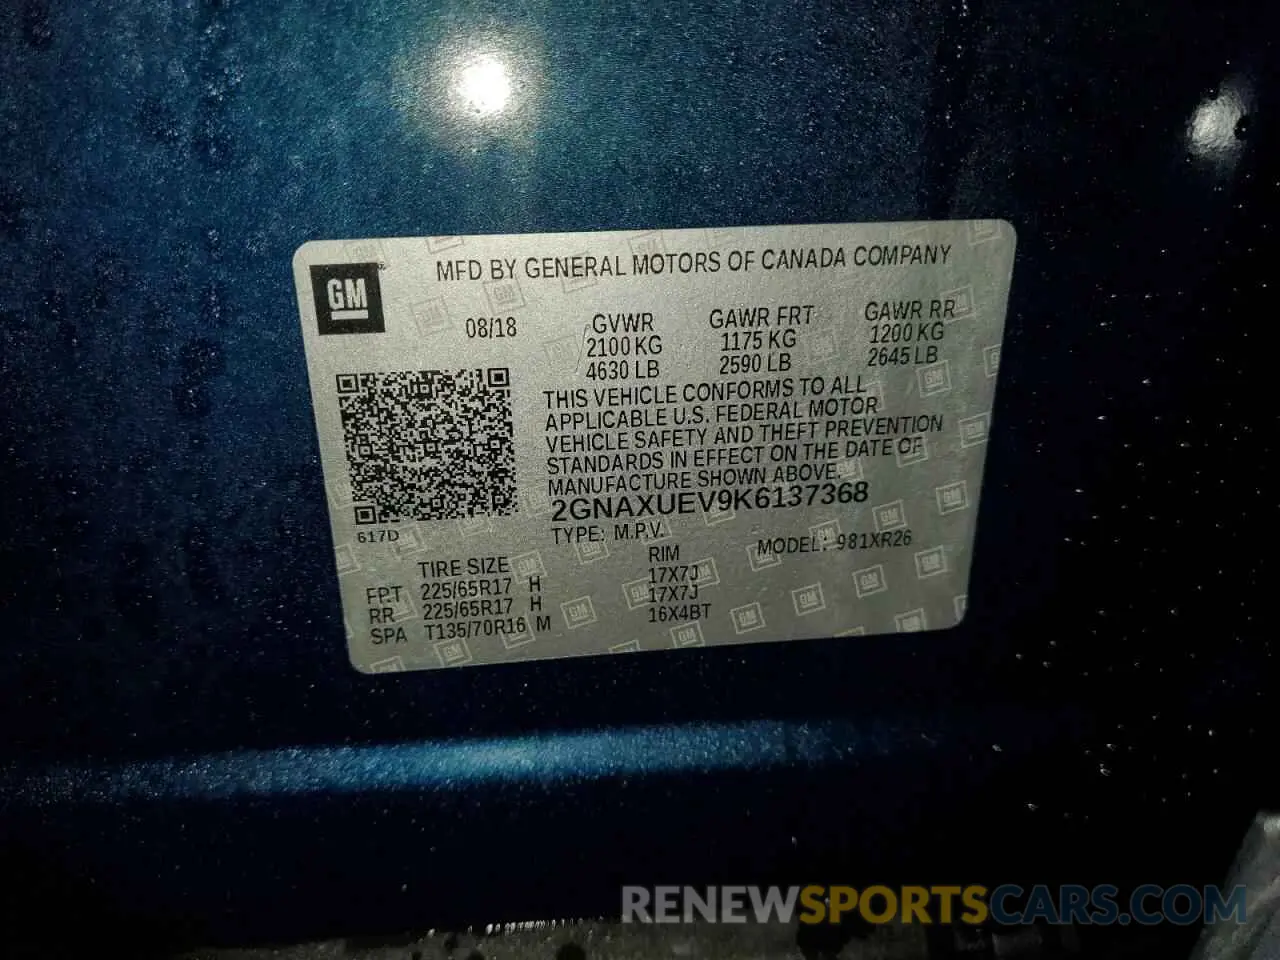 MFD BY GENERAL MOTORS OF CANADA COMPANY
GM
08/18 GVWR GAWR FRT GAWR RR
2100 KG 1175 KG 1200 KG
4630 LB 2590 LB 2645 LB
THIS VEHICLE CONFORMS TO ALL
APPLICABLE U.S. FEDERAL MOTOR
VEHICLE SAFETY AND THEFT PREVENTION
STANDARDS IN EFFECT ON THE DATE OF
MANUFACTURE SHOWN ABOVE.
2GNAXUEV9K6137368
617D
TYPE: M.P.V. MODEL: 981XR26
TIRE SIZE RIM
FRT 225/65R17 H 17X7J
RR 225/65R17 H 17X7J
SPA T135/70R16 M 16X4BT
RENEWSPORTSCARS.COM